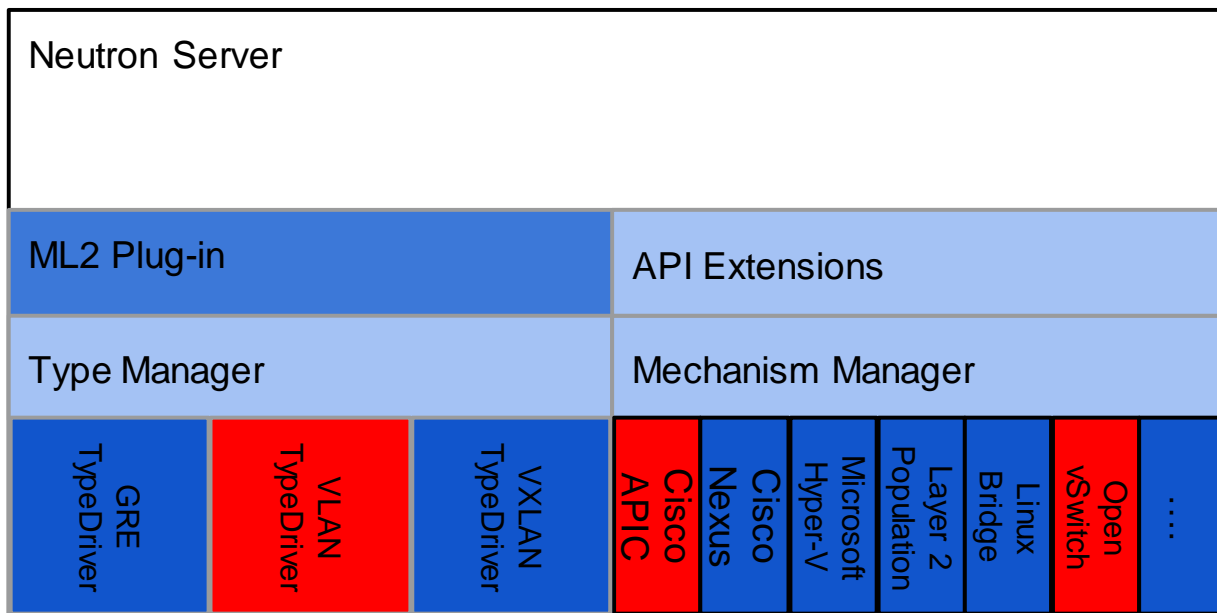 Neutron Server
ML2 Plug-in
API Extensions
Type Manager
Mechanism Manager
GRE
TypeDriver
VLAN
TypeDriver
VXLAN
TypeDriver
Cisco
APIC
Cisco
Nexus
Microsoft
Hyper-V
Layer 2
Population
Linux
Bridge
Open
vSwitch
....